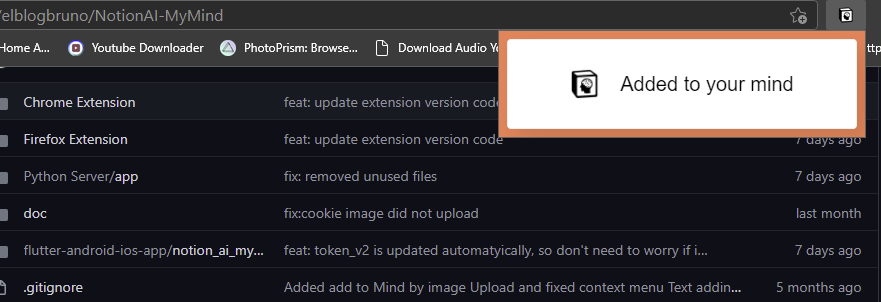 /elblogbruno/NotionAI-MyMind
Home A... Youtube Downloader PhotoPrism: Browse... Download Audio Yo
Added to your mind
Chrome Extension feat: update extension version code
Firefox Extension feat: update extension version code 7 days ago
Python Server/app fix: removed unused files 7 days ago
doc fix:cookie image did not upload last month
flutter-android-ios-app/notion_ai_my... feat: token_v2 is updated automatyically, so don't need to worry if i... 7 days ago
.gitignore Added add to Mind by image Upload and fixed context menu Text addin... 5 months ago